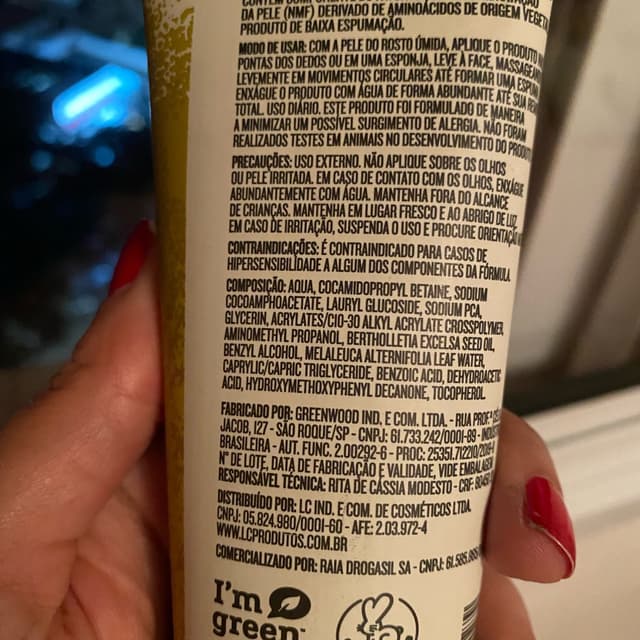 DA PELE (NMF) DERIVADO DE AMINOÁCIDOS DE ORIGEM VEGETA
PRODUTO DE BAIXA ESPUMAÇÃO.
MODO DE USAR: COM A PELE DO ROSTO ÚMIDA, APLIQUE O PRODUTO
PONTAS DOS DEDOS OU EM UMA ESPONJA, LEVE À FACE, MASSAGEAN
LEVEMENTE EM MOVIMENTOS CIRCULARES ATÉ FORMAR UMA ESPU
ENXÁGUE O PRODUTO COM ÁGUA DE FORMA ABUNDANTE ATÉ SUA
TOTAL. USO DIÁRIO. ESTE PRODUTO FOI FORMULADO DE MANEIRA
A MINIMIZAR UM POSSÍVEL SURGIMENTO DE ALERGIA. NÃO FORAM
REALIZADOS TESTES EM ANIMAIS NO DESENVOLVIMENTO DO PRODUT
PRECAUÇÕES: USO EXTERNO. NÃO APLIQUE SOBRE OS OLHOS
OU PELE IRRITADA. EM CASO DE CONTATO COM OS OLHOS, ENXÁGUE
ABUNDANTEMENTE COM ÁGUA. MANTENHA FORA DO ALCANCE
DE CRIANÇAS. MANTENHA EM LUGAR FRESCO E AO ABRIGO DE LUZ.
EM CASO DE IRRITAÇÃO, SUSPENDA O USO E PROCURE ORIENTAÇÃO
CONTRAINDICAÇÕES: É CONTRAINDICADO PARA CASOS DE
HIPERSENSIBILIDADE A ALGUM DOS COMPONENTES DA FÓRMULA.
COMPOSIÇÃO: AQUA, COCAMIDOPROPYL BETAINE, SODIUM
COCOAMPHOACETATE, LAURYL GLUCOSIDE, SODIUM PCA,
GLYCERIN, ACRYLATES/C10-30 ALKYL ACRYLATE CROSSPOLYMER,
AMINOMETHYL PROPANOL, BERTHOLLETIA EXCELSA SEED OIL,
BENZYL ALCOHOL, MELALEUCA ALTERNIFOLIA LEAF WATER,
CAPRYLIC/CAPRIC TRIGLYCERIDE, BENZOIC ACID, DEHYDROACETIC
ACID, HYDROXYMETHOXYPHENYL DECANONE, TOCOPHEROL.
FABRICADO POR: GREENWOOD IND. E COM. LTDA. - RUA PROF.ª
JACOB, 127 - SÃO ROQUE/SP - CNPJ: 61.733.242/0001-89 -
BRASILEIRA - AUT. FUNC. 2.00292-6 - PROC:
N° DE LOTE, DATA DE FABRICAÇÃO E VALIDADE, VIDE EMBALAGEM
RESPONSÁVEL TÉCNICA: RITA DE CÁSSIA MODESTO - CRF:
DISTRIBUÍDO POR: LC IND. E COM. DE COSMÉTICOS LTDA.
CNPJ: 05.824.980/0001-60 - AFE: 2.03.972-4
WWW.LCPRODUTOS.COM.BR
COMERCIALIZADO POR: RAIA DROGASIL SA - CNPJ:
I'm
green™